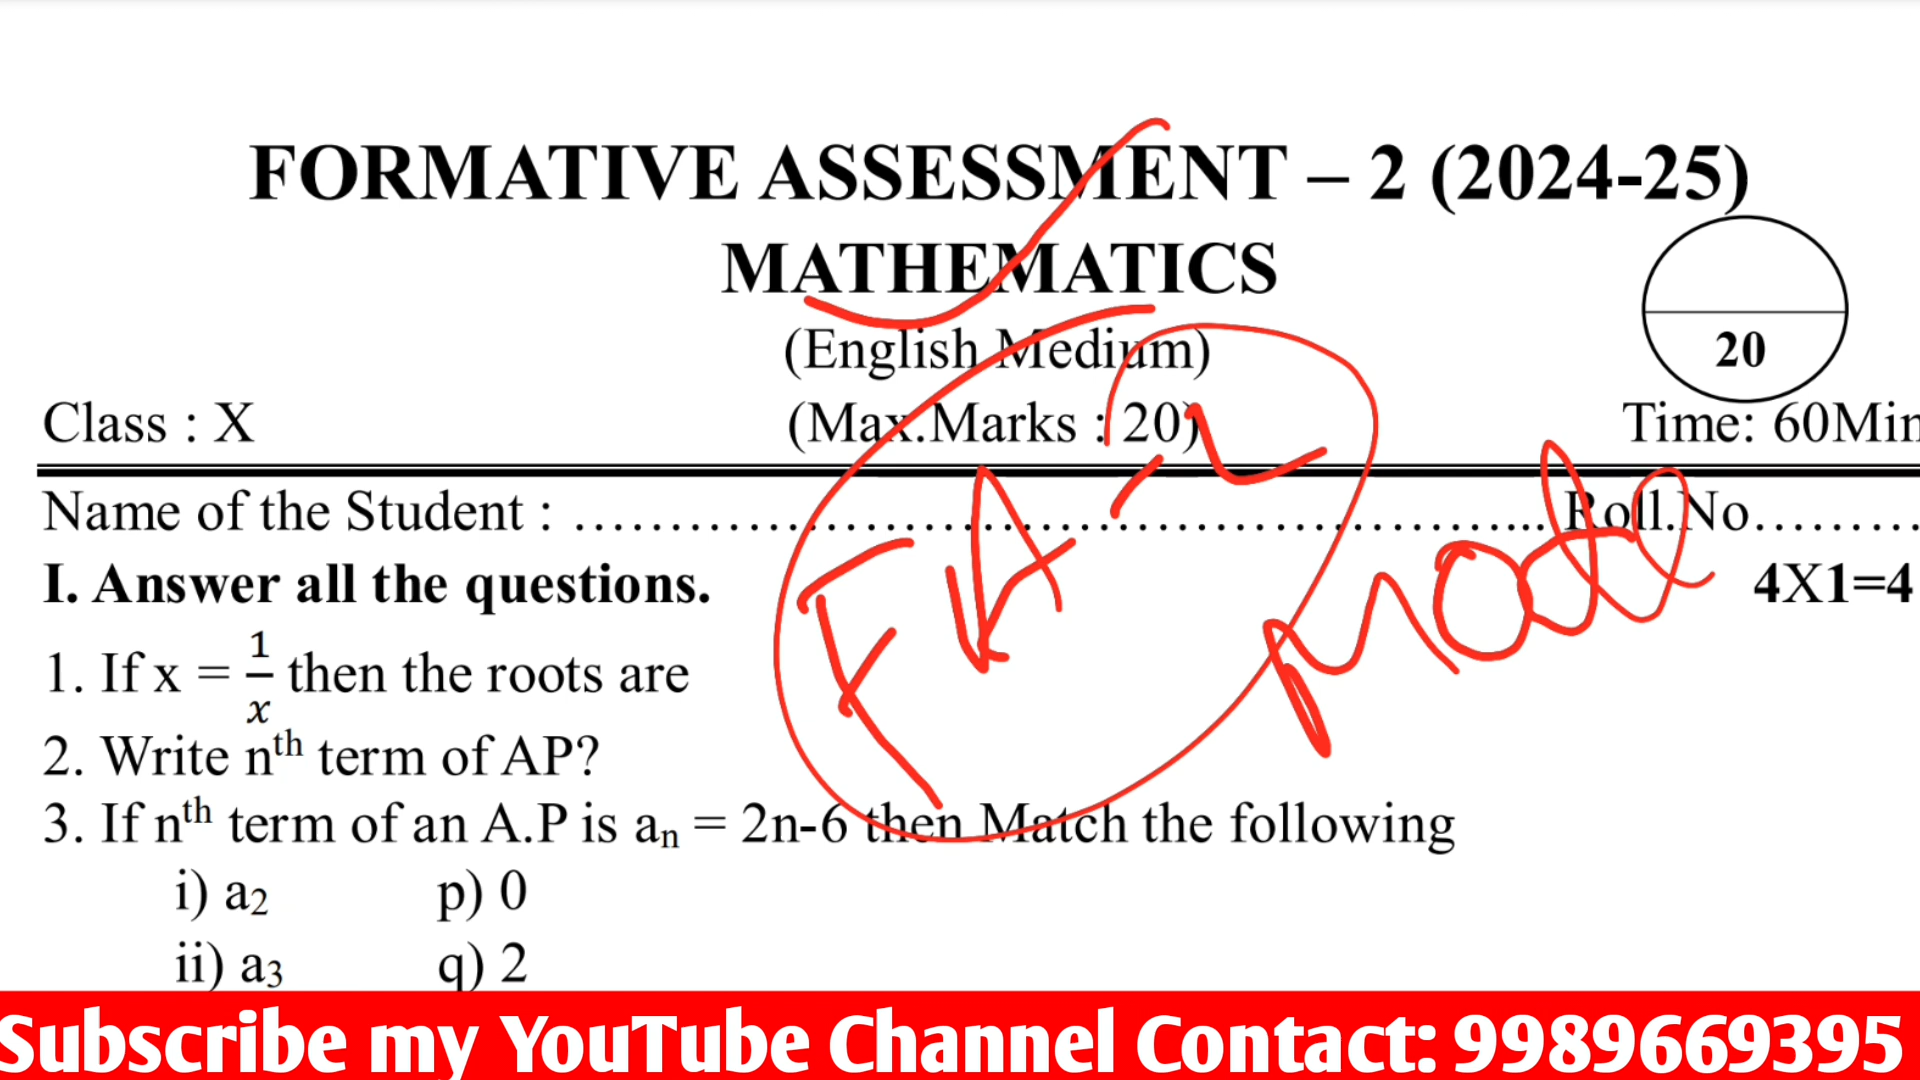 FORMATIVE ASSESSMENT – 2 (2024-25)
MATHEMATICS
(English Medium)
20
Class : X (Max.Marks : 20) Time: 60Min
Name of the Student : ........................................................ Roll.No.........
I. Answer all the questions. 4X1=4
FA-2
model
1. If x = 1/x then the roots are
2. Write nth term of AP?
3. If nth term of an A.P is an = 2n-6 then Match the following
i) a2 p) 0
ii) a3 q) 2
Subscribe my YouTube Channel Contact: 9989669395